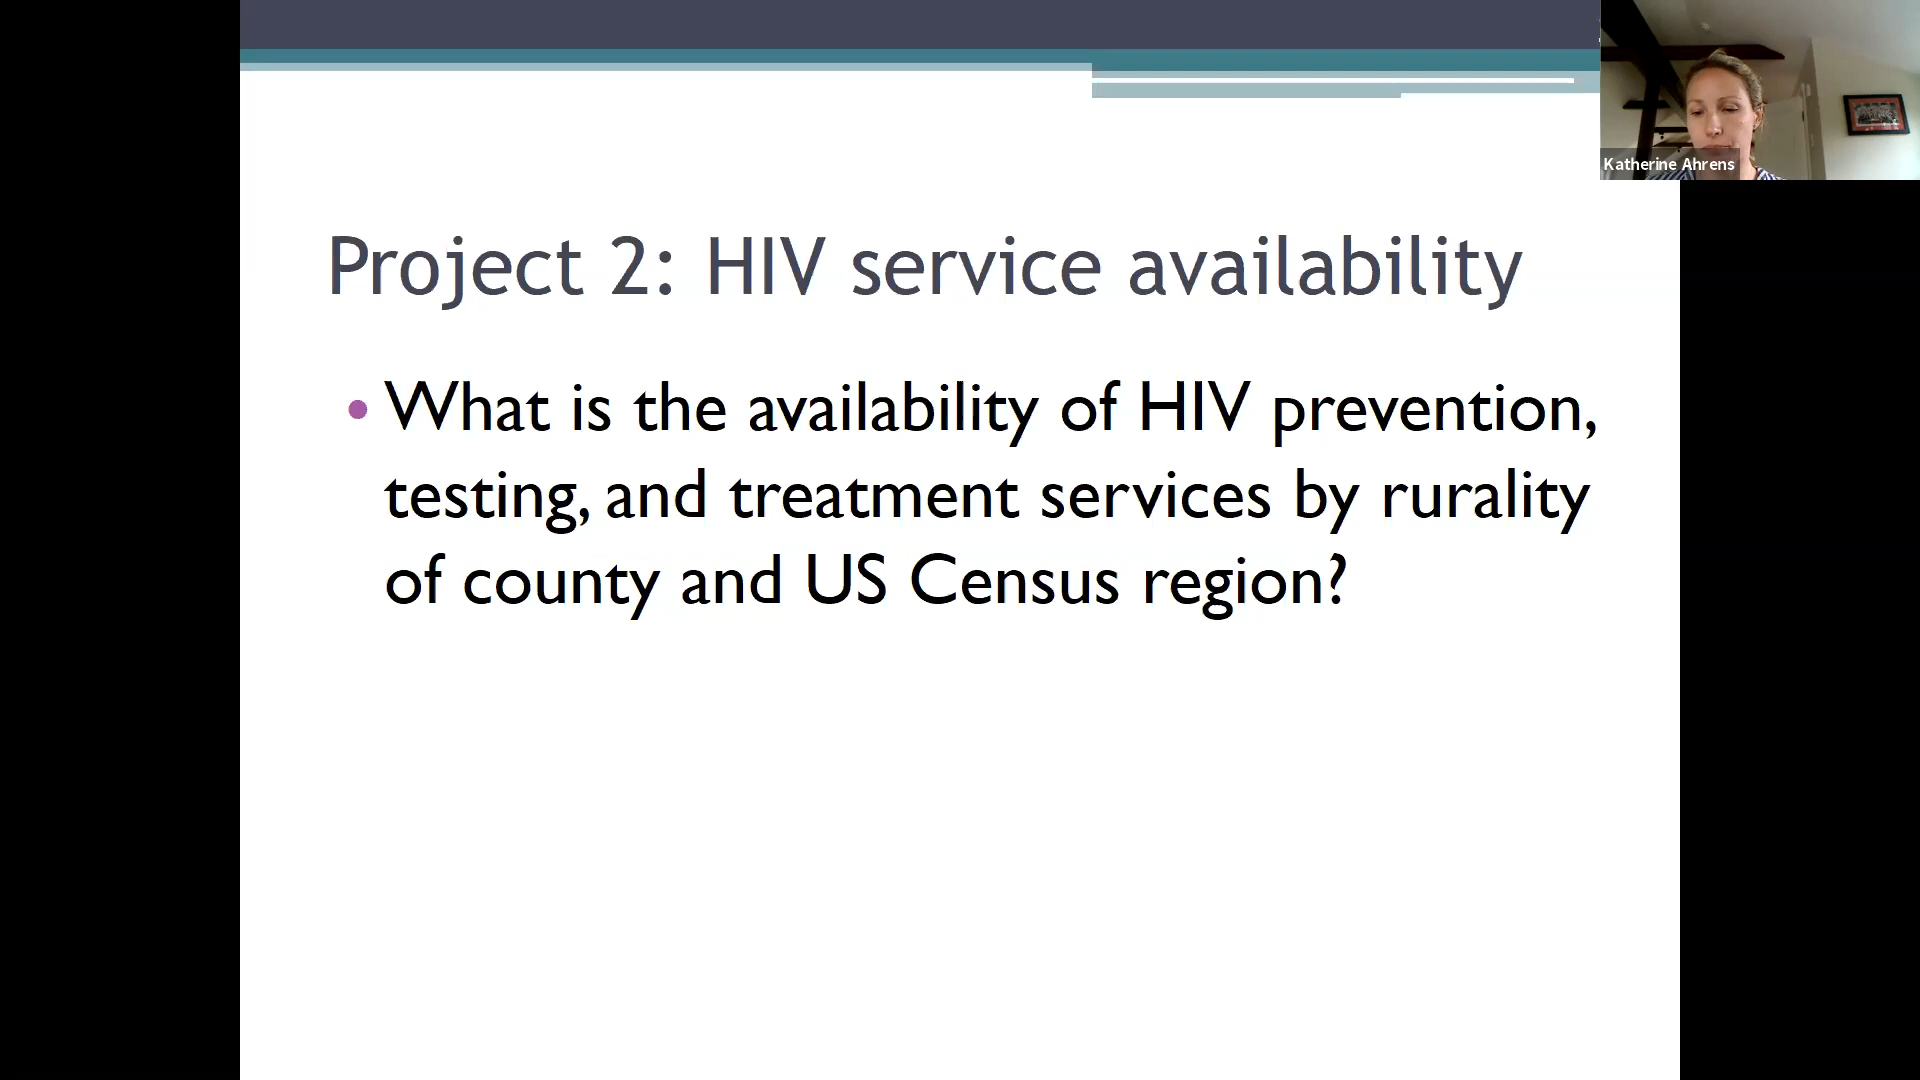 Katherine Ahrens
Project 2: HIV service availability
• What is the availability of HIV prevention,
testing, and treatment services by rurality
of county and US Census region?